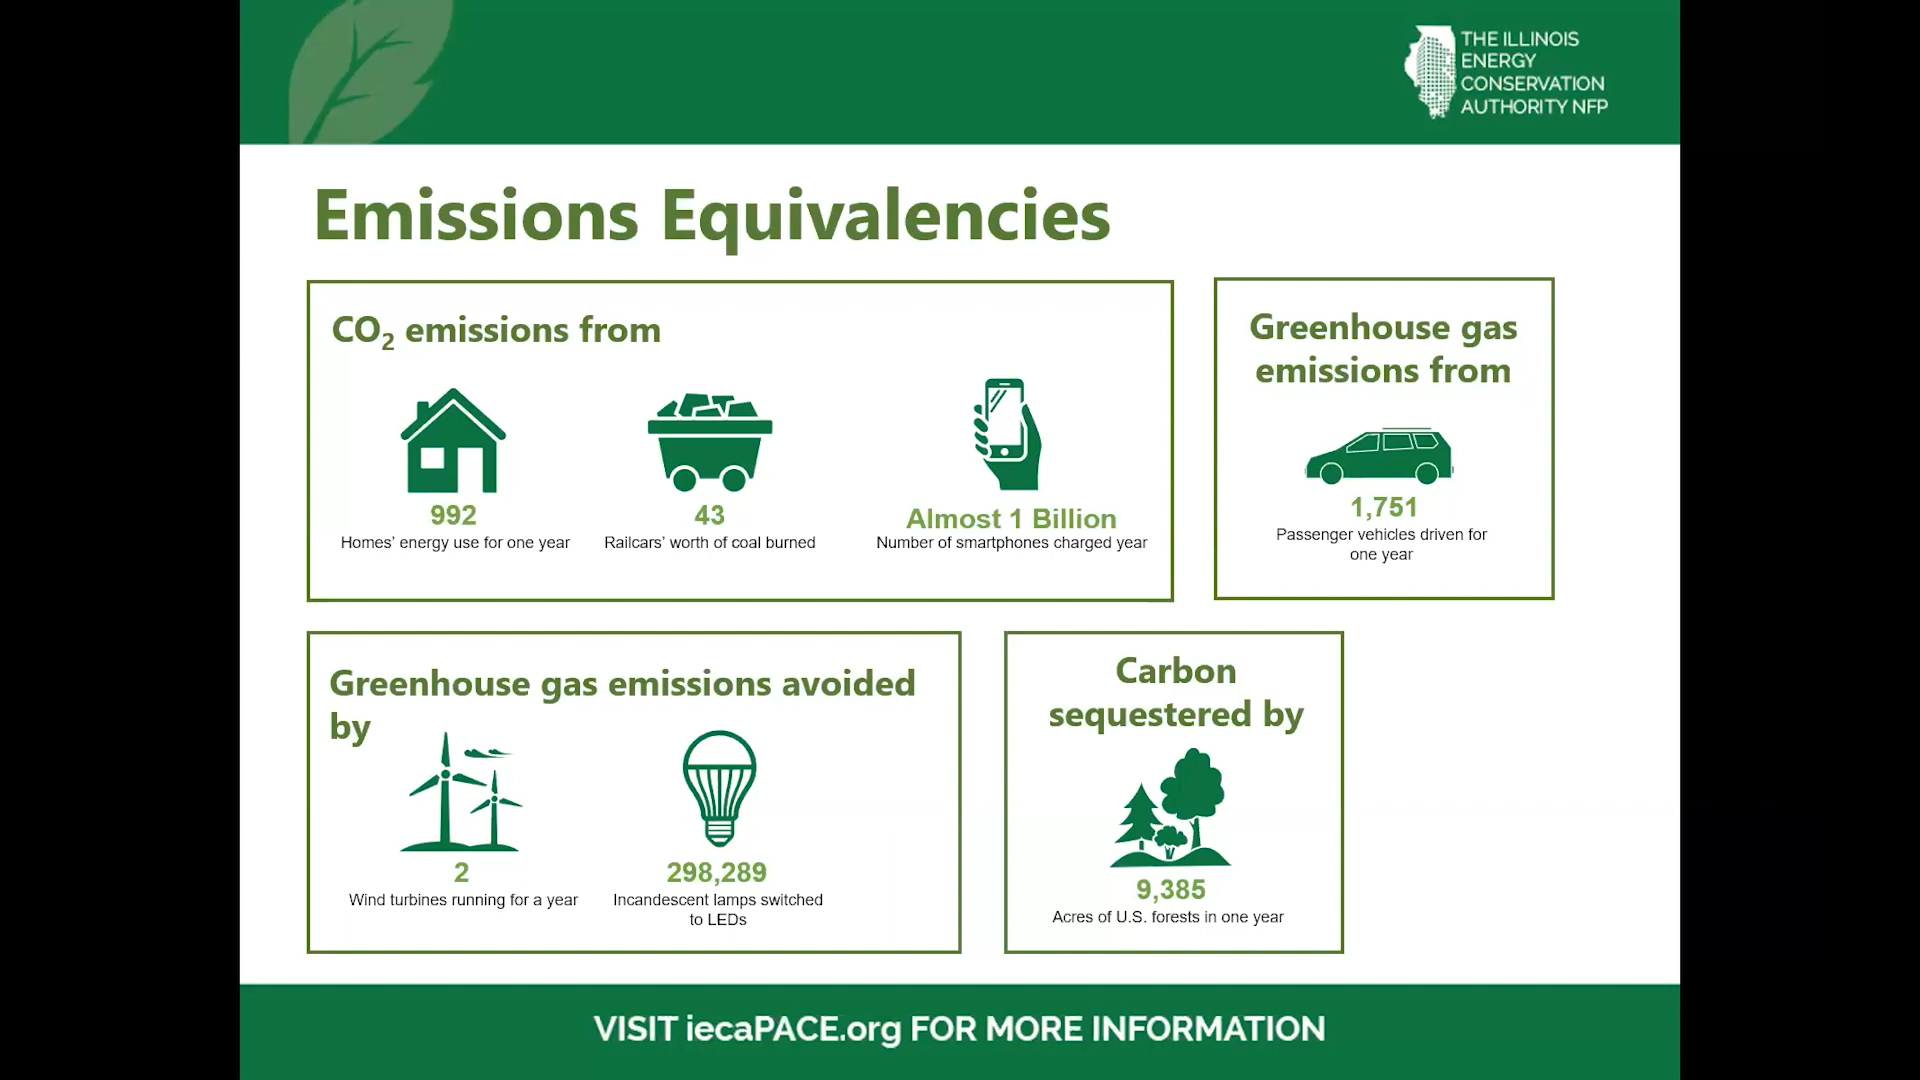 THE ILLINOIS
ENERGY
CONSERVATION
AUTHORITY NFP
Emissions Equivalencies
CO₂ emissions from
992
Homes’ energy use for one year
43
Railcars’ worth of coal burned
Almost 1 Billion
Number of smartphones charged year
Greenhouse gas
emissions from
1,751
Passenger vehicles driven for
one year
Greenhouse gas emissions avoided
by
2
Wind turbines running for a year
298,289
Incandescent lamps switched
to LEDs
Carbon
sequestered by
9,385
Acres of U.S. forests in one year
VISIT iecaPACE.org FOR MORE INFORMATION